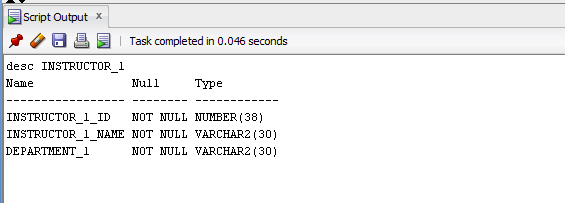 Script Output x
Task completed in 0.046 seconds
desc INSTRUCTOR_1
Name              Null     Type
----------------- -------- ------------
INSTRUCTOR_1_ID   NOT NULL NUMBER(38)
INSTRUCTOR_1_NAME NOT NULL VARCHAR2(30)
DEPARTMENT_1      NOT NULL VARCHAR2(30)